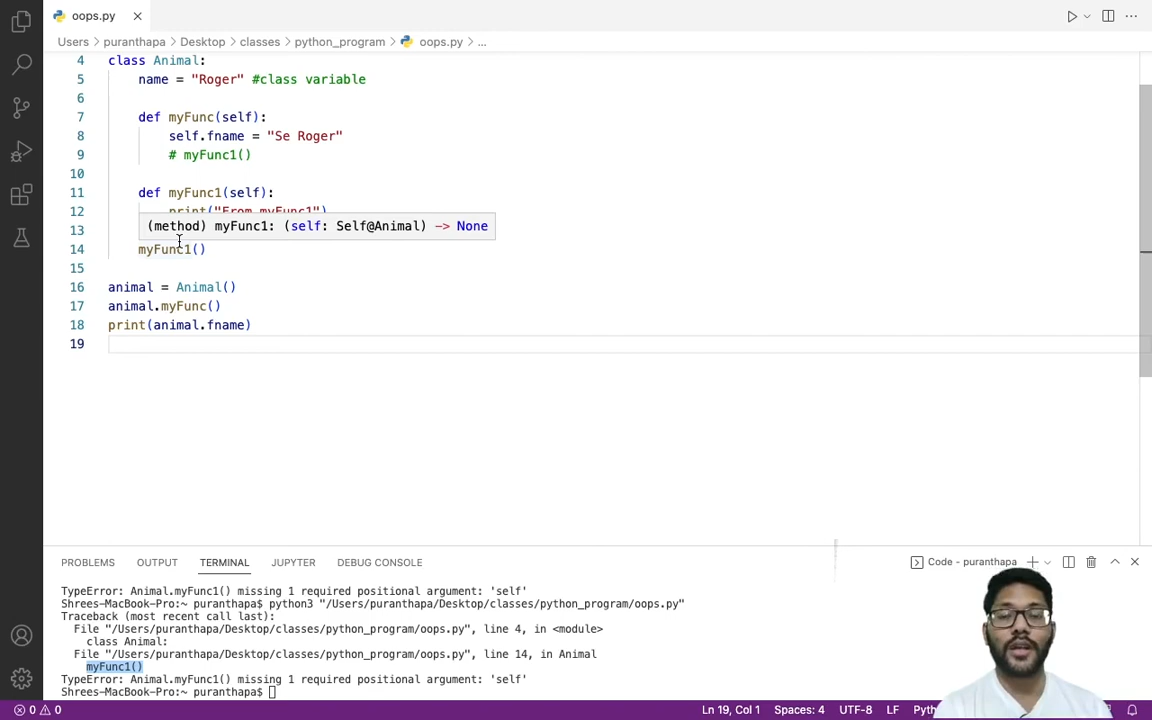 oops.py
Users > puranthapa > Desktop > classes > python_program > oops.py > ...
4 class Animal:
5 name = "Roger" #class variable
6
7 def myFunc(self):
8 self.fname = "Se Roger"
9 # myFunc1()
10
11 def myFunc1(self):
12 print("From myFunc1")
13 (method) myFunc1: (self: Self@Animal) -> None
14 myFunc1()
15
16 animal = Animal()
17 animal.myFunc()
18 print(animal.fname)
19
PROBLEMS OUTPUT TERMINAL JUPYTER DEBUG CONSOLE Code - puranthapa
TypeError: Animal.myFunc1() missing 1 required positional argument: 'self'
Shrees-MacBook-Pro:~ puranthapa$ python3 "/Users/puranthapa/Desktop/classes/python_program/oops.py"
Traceback (most recent call last):
File "/Users/puranthapa/Desktop/classes/python_program/oops.py", line 4, in <module>
class Animal:
File "/Users/puranthapa/Desktop/classes/python_program/oops.py", line 14, in Animal
myFunc1()
TypeError: Animal.myFunc1() missing 1 required positional argument: 'self'
Shrees-MacBook-Pro:~ puranthapa$
0 0 Ln 19, Col 1 Spaces: 4 UTF-8 LF